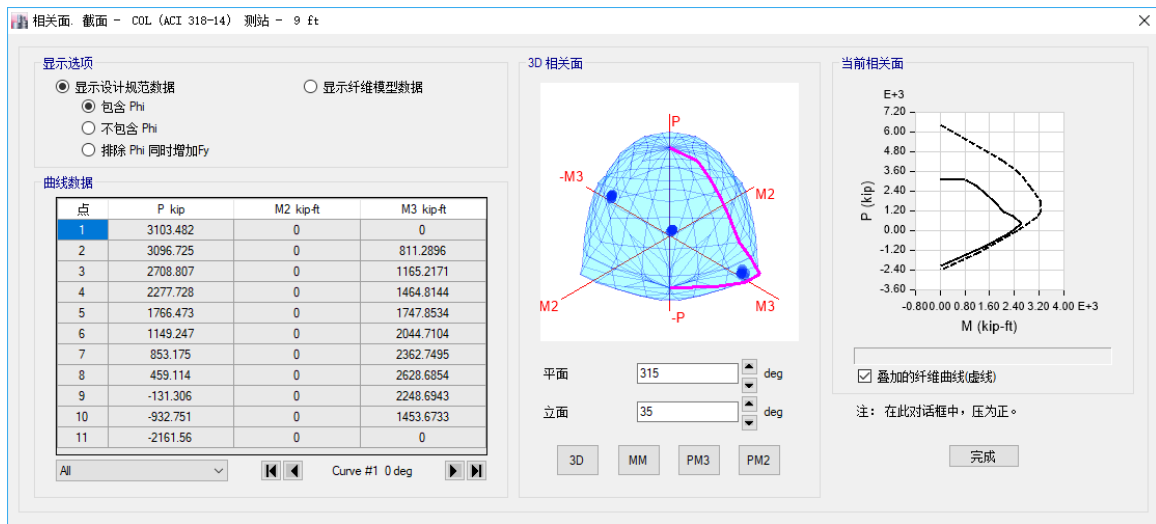 相关面. 截面 - COL (ACI 318-14) 测站 - 9 ft
显示选项
显示设计规范数据 显示纤维模型数据
包含 Phi
不包含 Phi
排除 Phi 同时增加Fy
曲线数据
点 P kip M2 kip-ft M3 kip-ft
1 3103.482 0 0
2 3096.725 0 811.2896
3 2708.807 0 1165.2171
4 2277.728 0 1464.8144
5 1766.473 0 1747.8534
6 1149.247 0 2044.7104
7 853.175 0 2362.7495
8 459.114 0 2628.6854
9 -131.306 0 2248.6943
10 -932.751 0 1453.6733
11 -2161.56 0 0
All Curve #1 0 deg
3D 相关面
P
-M3
M2
M2
M3
-P
平面 315 deg
立面 35 deg
3D MM PM3 PM2
当前相关面
E+3
7.20
6.00
4.80
3.60
2.40
1.20
0.00
-1.20
-2.40
-3.60
P (kip)
-0.80 0.00 0.80 1.60 2.40 3.20 4.00 E+3
M (kip-ft)
叠加的纤维曲线(虚线)
注: 在此对话框中，压为正。
完成